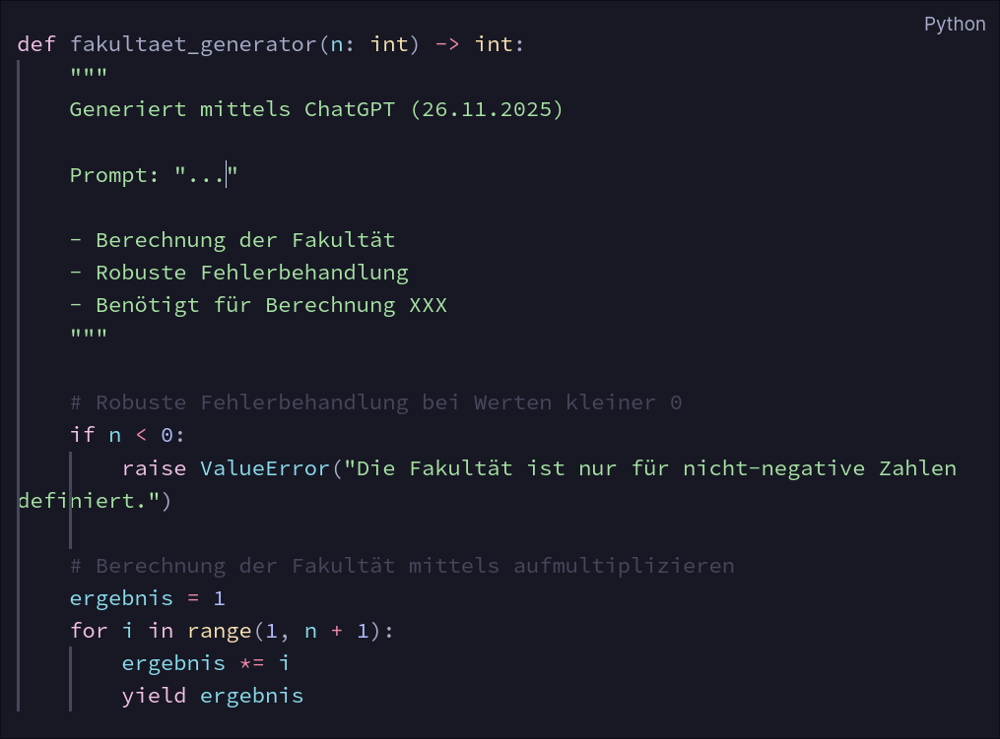 Python
def fakultaet_generator(n: int) -> int:
    """
    Generiert mittels ChatGPT (26.11.2025)

    Prompt: "..."

    - Berechnung der Fakultät
    - Robuste Fehlerbehandlung
    - Benötigt für Berechnung XXX
    """

    # Robuste Fehlerbehandlung bei Werten kleiner 0
    if n < 0:
        raise ValueError("Die Fakultät ist nur für nicht-negative Zahlen
definiert.")

    # Berechnung der Fakultät mittels aufmultiplizieren
    ergebnis = 1
    for i in range(1, n + 1):
        ergebnis *= i
        yield ergebnis